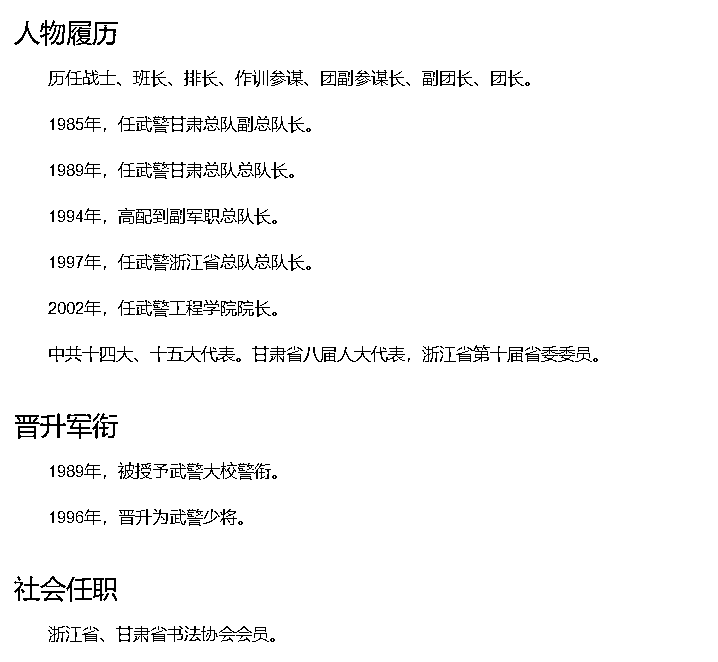 人物履历
历任战士、班长、排长、作训参谋、团副参谋长、副团长、团长。
1985年，任武警甘肃总队副总队长。
1989年，任武警甘肃总队总队长。
1994年，高配到副军职总队长。
1997年，任武警浙江省总队总队长。
2002年，任武警工程学院院长。
中共十四大、十五大代表。甘肃省八届人大代表，浙江省第十届省委委员。
晋升军衔
1989年，被授予武警大校警衔。
1996年，晋升为武警少将。
社会任职
浙江省、甘肃省书法协会会员。